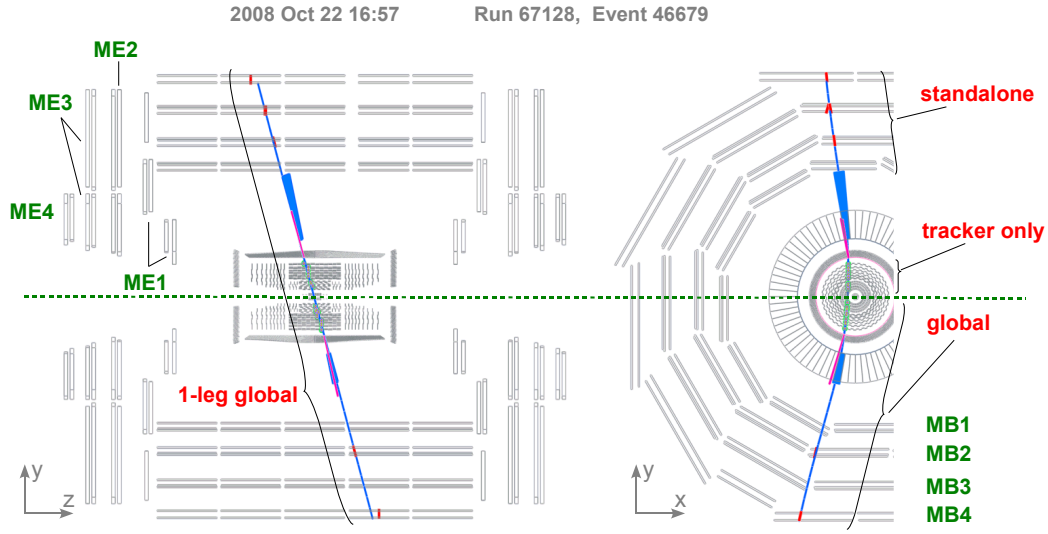 2008 Oct 22 16:57 Run 67128, Event 46679
ME2
ME3
ME4
ME1
1-leg global
y
z
standalone
tracker only
global
MB1
MB2
MB3
MB4
y
x